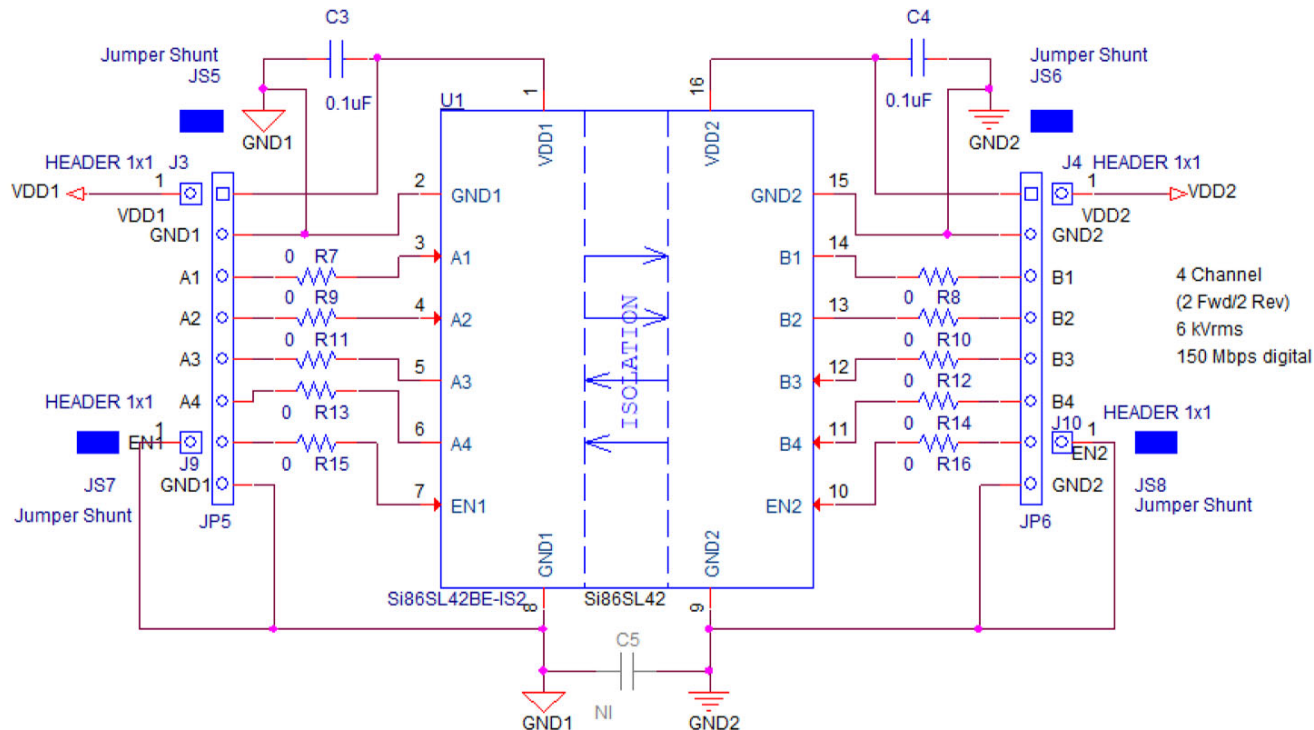 C3
C4
Jumper Shunt
JS5
Jumper Shunt
JS6
0.1uF
0.1uF
1
16
U1
GND1
GND2
VDD1
VDD2
HEADER 1x1 J3
J4 HEADER 1x1
VDD1
1
2
GND1
GND2
15
1
VDD2
VDD1
VDD2
GND1
GND2
3
A1
B1
14
A1
0 R7
0 R8
B1
4
A2
B2
13
A2
0 R9
0 R10
B2
A3
0 R11
0 R12
B3
5
A3
B3
12
A4
0 R13
0 R14
B4
6
A4
B4
11
ISOLATION
4 Channel
(2 Fwd/2 Rev)
6 kVrms
150 Mbps digital
HEADER 1x1
1
EN1
J9
0 R15
0 R16
J10
HEADER 1x1
1
EN2
JS7
Jumper Shunt
GND1
GND2
JS8
Jumper Shunt
7
EN1
EN2
10
JP5
JP6
GND1
GND2
Si86SL42BE-IS2
Si86SL42
8
9
C5
NI
GND1
GND2